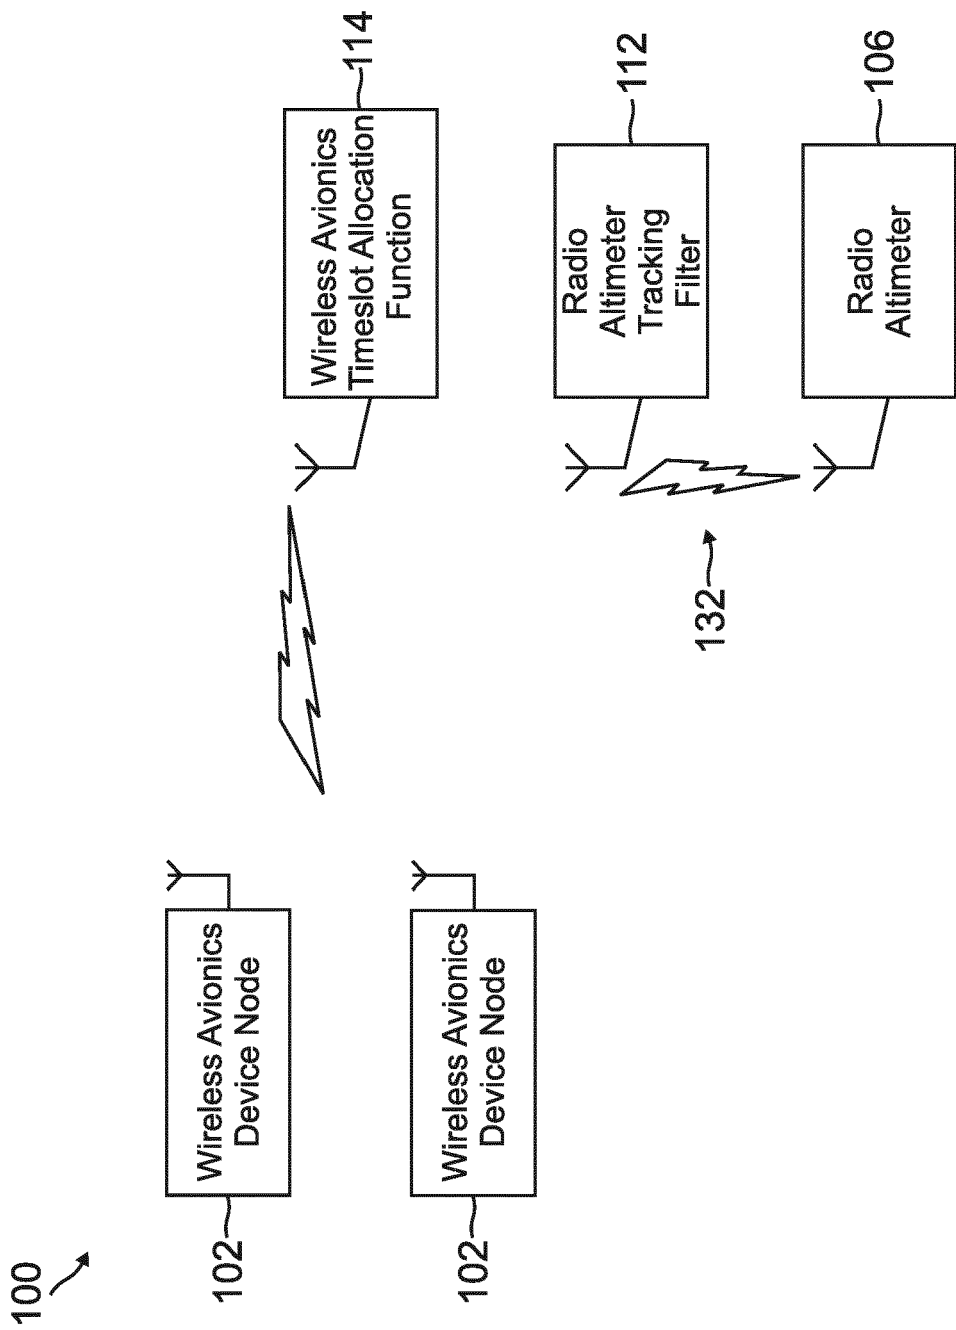 100
102
Wireless Avionics
Device Node
102
Wireless Avionics
Device Node
Wireless Avionics
Timeslot Allocation
Function
114
132
Radio
Altimeter
Tracking
Filter
112
Radio
Altimeter
106